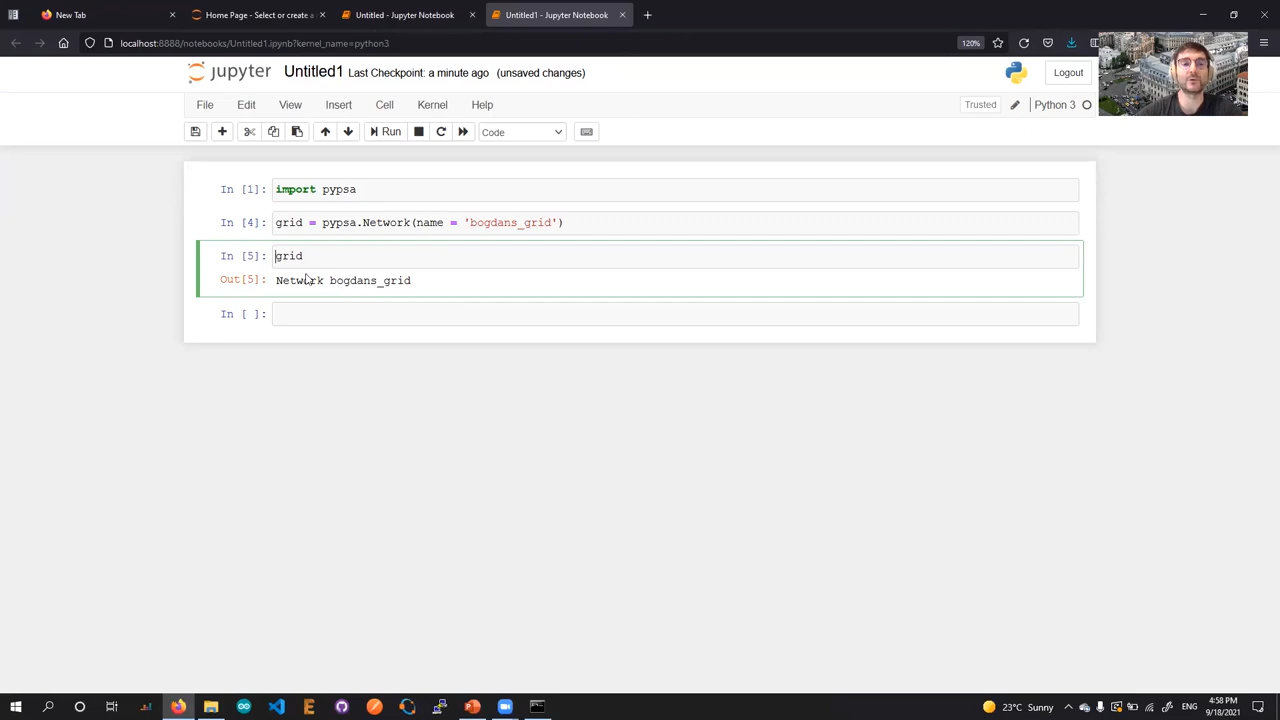 New Tab
Home Page - Select or create a
Untitled - Jupyter Notebook
Untitled1 - Jupyter Notebook
localhost:8888/notebooks/Untitled1.ipynb?kernel_name=python3
120%
jupyter Untitled1 Last Checkpoint: a minute ago (unsaved changes)
Logout
File Edit View Insert Cell Kernel Help
Trusted
Python 3
Run
Code
In [1]: import pypsa
In [4]: grid = pypsa.Network(name = 'bogdans_grid')
In [5]: grid
Out[5]: Network bogdans_grid
In [ ]:
23°C Sunny
4:58 PM
9/18/2021